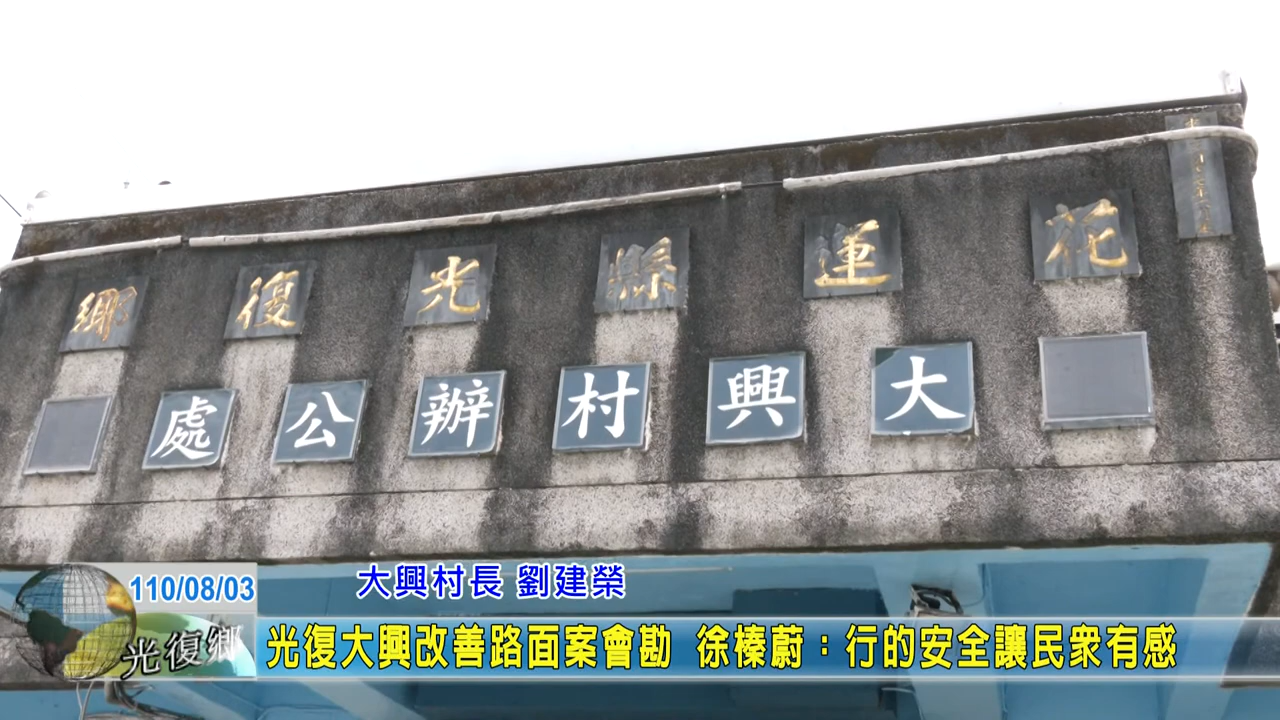 花蓮縣光復鄉
大興村辦公處
110/08/03
大興村長 劉建榮
光復鄉
光復大興改善路面案會勘 徐榛蔚：行的安全讓民眾有感